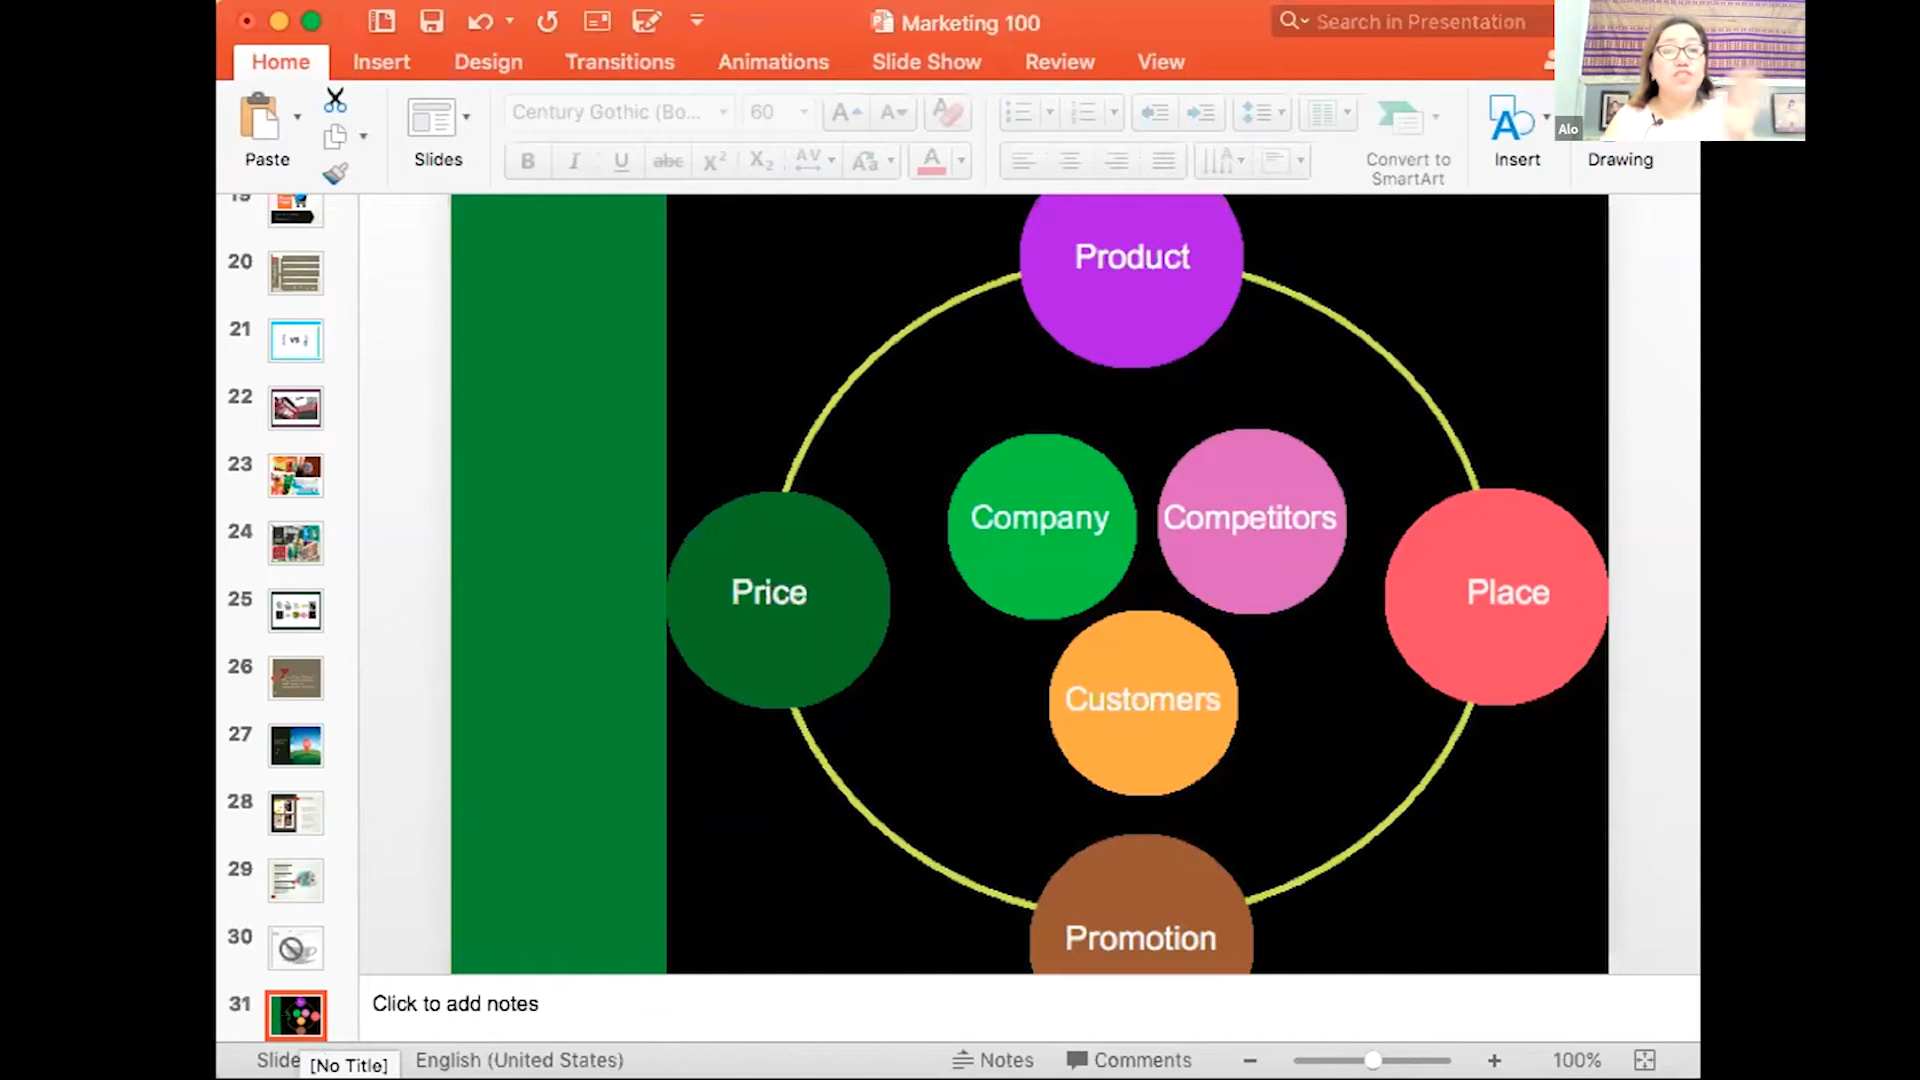 Marketing 100
Search in Presentation
Home Insert Design Transitions Animations Slide Show Review View
Paste
Slides
Century Gothic (Bo... 60
Convert to SmartArt
Insert
Drawing
Alo
19
20
21
VS
22
23
24
25
26
27
28
29
30
31
Product
Company
Competitors
Price
Place
Customers
Promotion
Click to add notes
Slide
[No Title]
English (United States)
Notes
Comments
100%